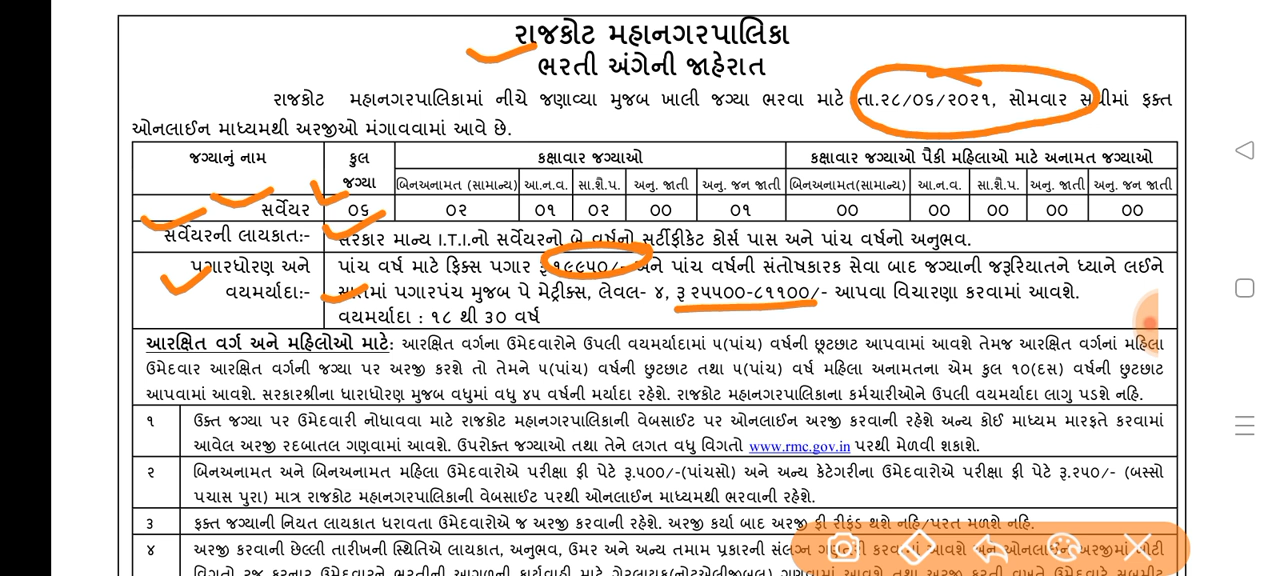 રાજકોટ મહાનગરપાલિકા
ભરતી અંગેની જાહેરાત
રાજકોટ મહાનગરપાલિકામાં નીચે જણાવ્યા મુજબ ખાલી જગ્યા ભરવા માટે તા.૨૮/૦૬/૨૦૨૧, સોમવાર સુધીમાં ફક્ત
ઓનલાઈન માધ્યમથી અરજીઓ મંગાવવામાં આવે છે.
જગ્યાનું નામ કુલ જગ્યા કક્ષાવાર જગ્યાઓ કક્ષાવાર જગ્યાઓ પૈકી મહિલાઓ માટે અનામત જગ્યાઓ
બિનઅનામત (સામાન્ય) આ.ન.વ. સા.શૈ.પ. અનુ. જાતી અનુ. જન જાતી બિનઅનામત(સામાન્ય) આ.ન.વ. સા.શૈ.પ. અનુ. જાતી અનુ. જન જાતી
સર્વેયર ૦૬ ૦૨ ૦૧ ૦૨ ૦૦ ૦૧ ૦૦ ૦૦ ૦૦ ૦૦ ૦૦
સર્વેયરની લાયકાત:- સરકાર માન્ય I.T.I.નો સર્વેયરનો બે વર્ષનો સર્ટીફીકેટ કોર્સ પાસ અને પાંચ વર્ષનો અનુભવ.
પગારધોરણ અને પાંચ વર્ષ માટે ફિક્સ પગાર રૂ.૧૯૯૫૦/- અને પાંચ વર્ષની સંતોષકારક સેવા બાદ જગ્યાની જરૂરિયાતને ધ્યાને લઈને
વયમર્યાદા:- સાતમાં પગારપંચ મુજબ પે મેટ્રીક્સ, લેવલ- ૪, રૂ ૨૫૫૦૦-૮૧૧૦૦/- આપવા વિચારણા કરવામાં આવશે.
વયમર્યાદા : ૧૮ થી ૩૦ વર્ષ
આરક્ષિત વર્ગ અને મહિલોઓ માટે: આરક્ષિત વર્ગના ઉમેદવારોને ઉપલી વયમર્યાદામાં ૫(પાંચ) વર્ષની છૂટછાટ આપવામાં આવશે તેમજ આરક્ષિત વર્ગનાં મહિલા
ઉમેદવાર આરક્ષિત વર્ગની જગ્યા પર અરજી કરશે તો તેમને ૫(પાંચ) વર્ષની છુટછાટ તથા ૫(પાંચ) વર્ષ મહિલા અનામતના એમ કુલ ૧૦(દસ) વર્ષની છુટછાટ
આપવામાં આવશે. સરકારશ્રીના ધારાધોરણ મુજબ વધુમાં વધુ ૪૫ વર્ષની મર્યાદા રહેશે. રાજકોટ મહાનગરપાલિકાના કર્મચારીઓને ઉપલી વયમર્યાદા લાગુ પડશે નહિ.
૧ ઉક્ત જગ્યા પર ઉમેદવારી નોધાવવા માટે રાજકોટ મહાનગરપાલિકાની વેબસાઈટ પર ઓનલાઈન અરજી કરવાની રહેશે અન્ય કોઈ માધ્યમ મારફતે કરવામાં
આવેલ અરજી રદબાતલ ગણવામાં આવશે. ઉપરોક્ત જગ્યાઓ તથા તેને લગત વધુ વિગતો www.rmc.gov.in પરથી મેળવી શકાશે.
૨ બિનઅનામત અને બિનઅનામત મહિલા ઉમેદવારોએ પરીક્ષા ફી પેટે રૂ.૫૦૦/-(પાંચસો) અને અન્ય કેટેગરીના ઉમેદવારોએ પરીક્ષા ફી પેટે રૂ.૨૫૦/- (બસ્સો
પચાસ પુરા) માત્ર રાજકોટ મહાનગરપાલિકાની વેબસાઈટ પરથી ઓનલાઈન માધ્યમથી ભરવાની રહેશે.
૩ ફક્ત જગ્યાની નિયત લાયકાત ધરાવતા ઉમેદવારોએ જ અરજી કરવાની રહેશે. અરજી કર્યા બાદ અરજી ફી રીફંડ થશે નહિ/પરત મળશે નહિ.
૪ અરજી કરવાની છેલ્લી તારીખની સ્થિતિએ લાયકાત, અનુભવ, ઉમર અને અન્ય તમામ પ્રકારની સંલગ્ન ગણતરી કરવામાં આવશે અને ઓનલાઈન અરજીમાં ખોટી